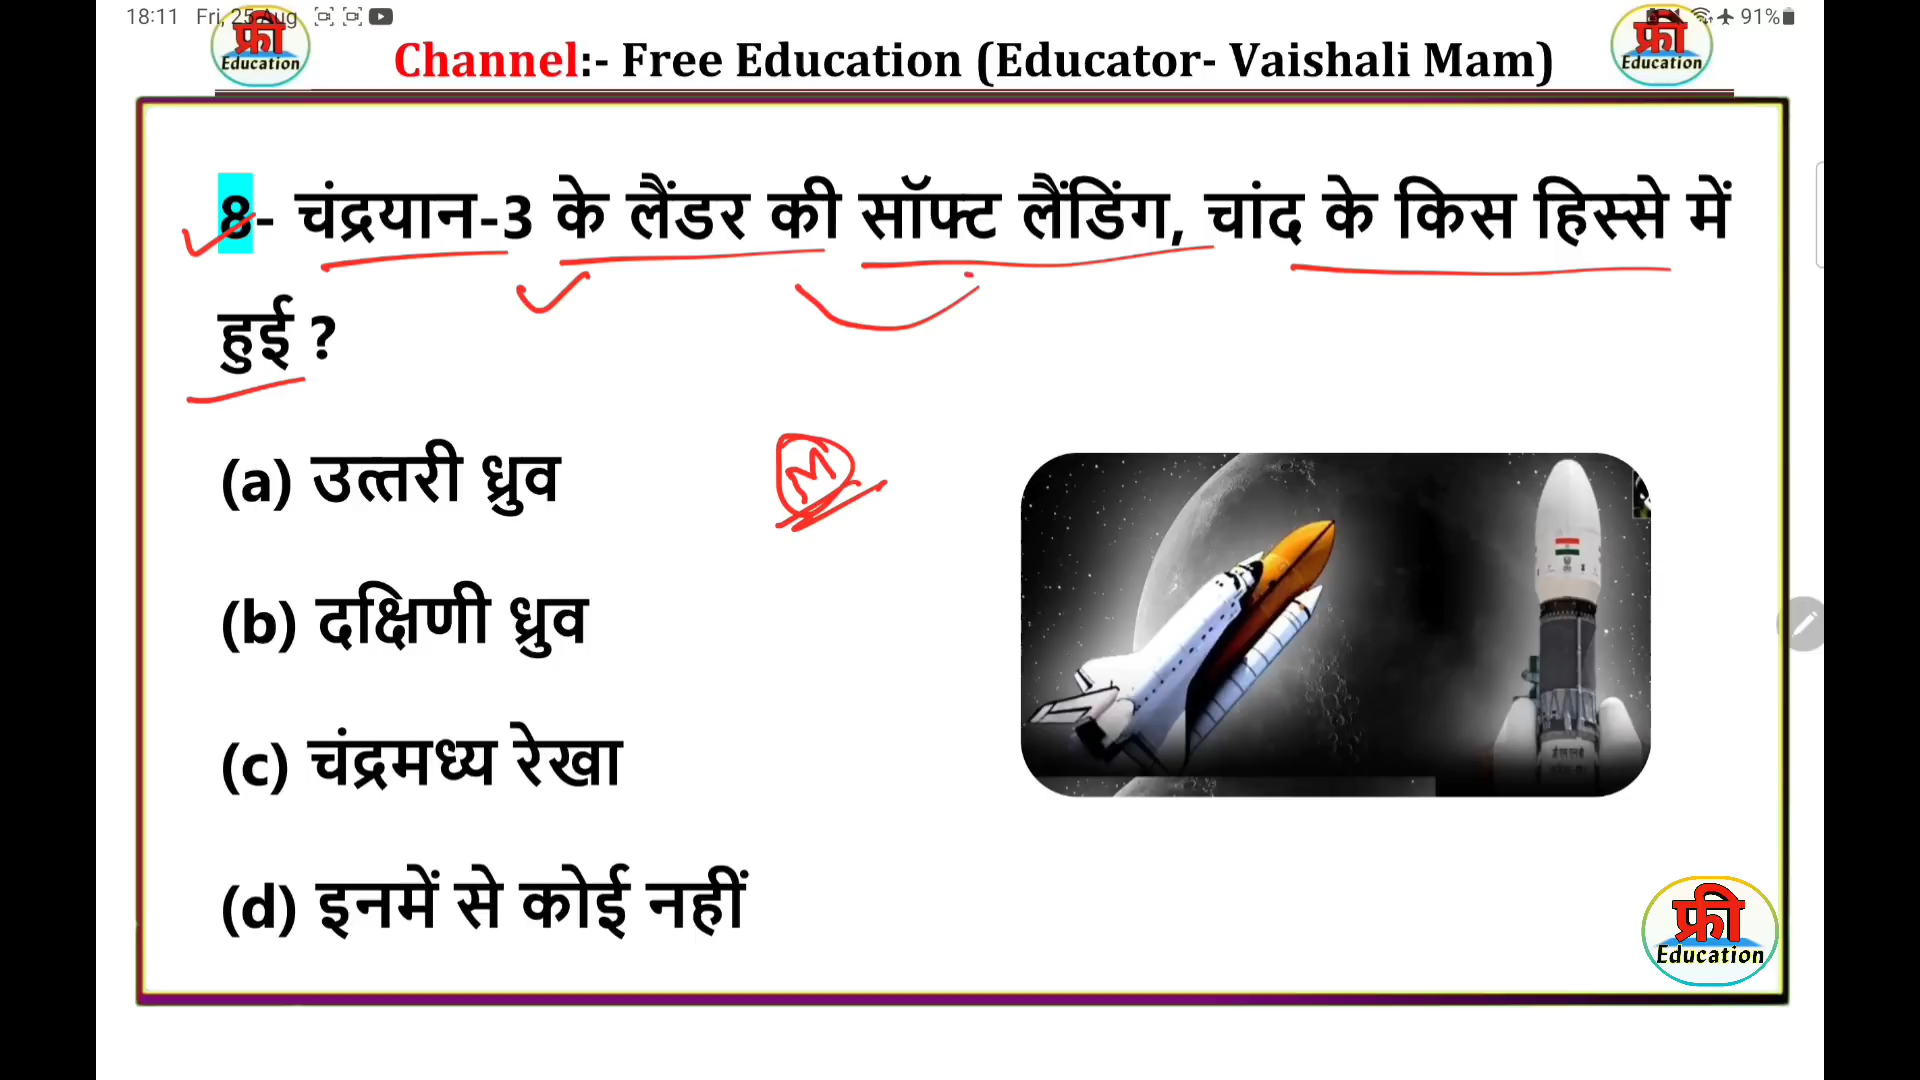 18:11 Fri, 25 Aug 91%
फ्री Education
Channel:- Free Education (Educator- Vaishali Mam)
फ्री Education
8- चंद्रयान-3 के लैंडर की सॉफ्ट लैंडिंग, चांद के किस हिस्से में
हुई ?
(a) उत्तरी ध्रुव
M
(b) दक्षिणी ध्रुव
(c) चंद्रमध्य रेखा
(d) इनमें से कोई नहीं
फ्री
Education